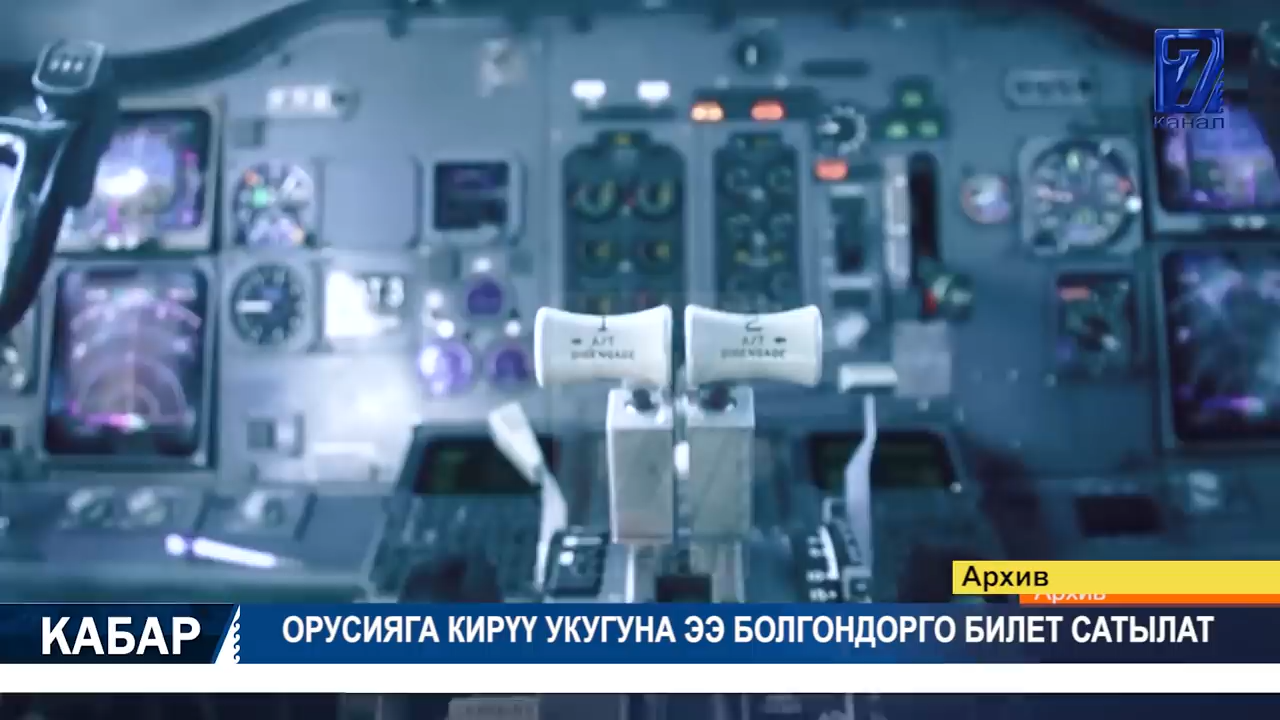 7
канал
1
A/T
DISENGAGE
2
A/T
DISENGAGE
Архив
Архив
КАБАР
ОРУСИЯГА КИРҮҮ УКУГУНА ЭЭ БОЛГОНДОРГО БИЛЕТ САТЫЛАТ